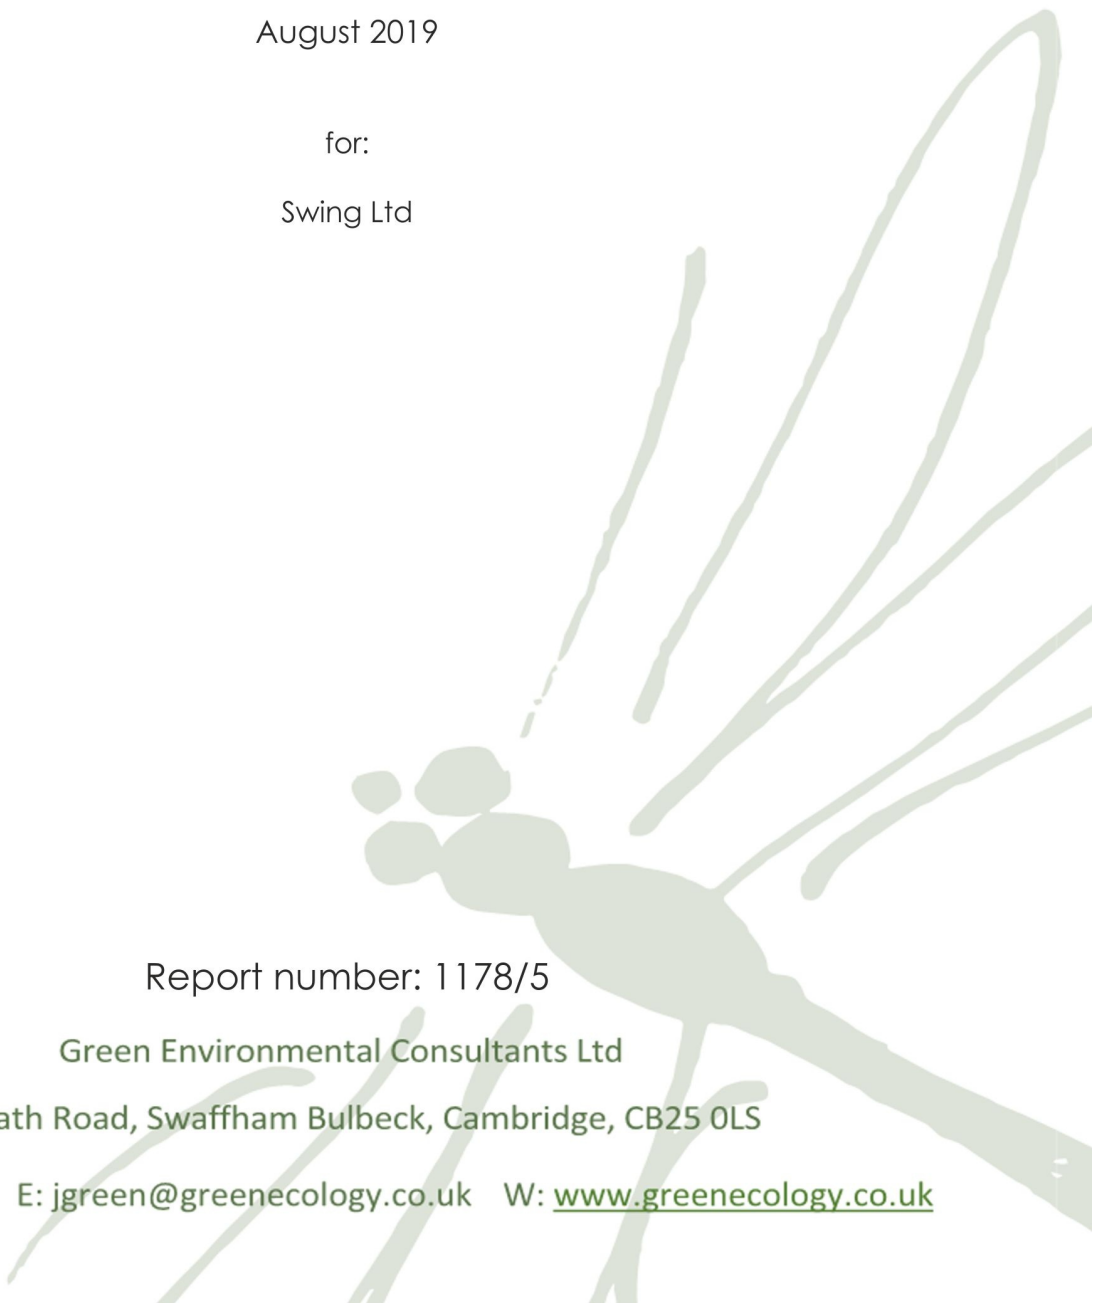 August 2019
for:
Swing Ltd
Report number: 1178/5
Green Environmental Consultants Ltd
Road, Swaffham Bulbeck, Cambridge, CB25 0LS
E: jgreen@greenecology.co.uk W: www.greenecology.co.uk